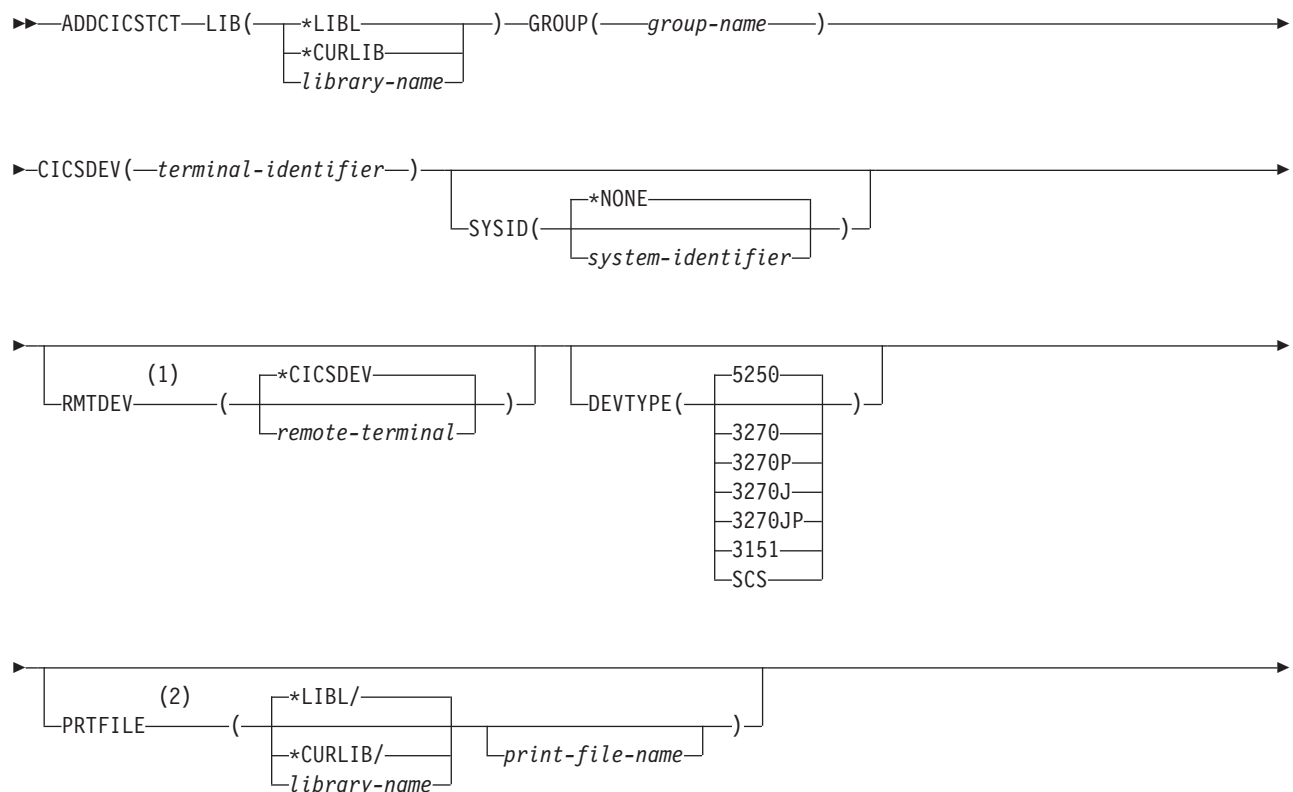 ADDCICSTCT LIB( *LIBL ) GROUP( group-name )
*CURLIB
library-name
CICSDEV( terminal-identifier )
*NONE
SYSID( )
system-identifier
(1) *CICSDEV 5250
RMTDEV ( ) DEVTYPE( )
remote-terminal 3270
3270P
3270J
3270JP
3151
SCS
(2) *LIBL/
PRTFILE ( )
*CURLIB/ print-file-name
library-name